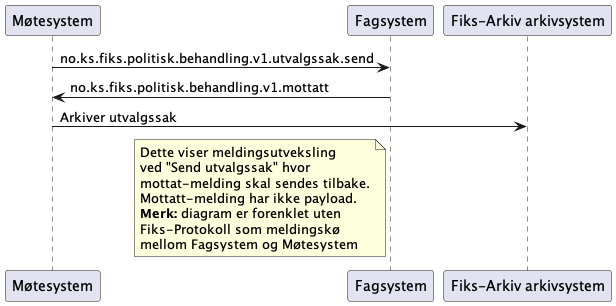 Møtesystem
Fagsystem
Fiks-Arkiv arkivsystem
no.ks.fiks.politisk.behandling.v1.utvalgssak.send
no.ks.fiks.politisk.behandling.v1.mottatt
Arkiver utvalgssak
Dette viser meldingsutveksling
ved "Send utvalgssak" hvor
mottat-melding skal sendes tilbake.
Mottatt-melding har ikke payload.
Merk: diagram er forenklet uten
Fiks-Protokoll som meldingskø
mellom Fagsystem og Møtesystem
Møtesystem
Fagsystem
Fiks-Arkiv arkivsystem